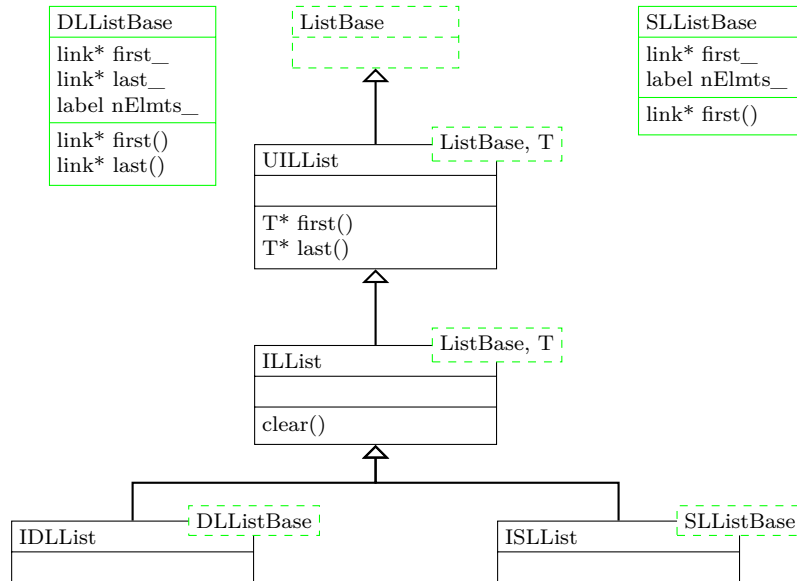 DLListBase
link* first_
link* last_
label nElmts_
link* first()
link* last()
ListBase
SLListBase
link* first_
label nElmts_
link* first()
ListBase, T
UILList
T* first()
T* last()
ListBase, T
ILList
clear()
DLListBase
IDLList
SLListBase
ISLList